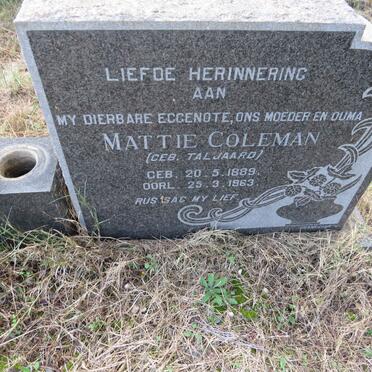 LIEFDE HERINNERING
AAN
MY DIERBARE EGGENOTE, ONS MOEDER EN OUMA
MATTIE COLEMAN
(GEB. TALJAARD)
GEB. 20.5.1889.
OORL. 25.3.1963.
RUS SAG MY LIEF